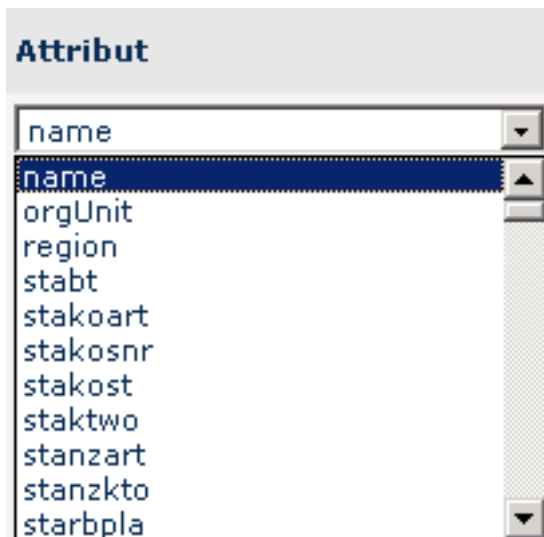 Attribut
name
name
orgUnit
region
stabt
stakoart
stakosnr
stakost
staktwo
stanzart
stanzkto
starbpla